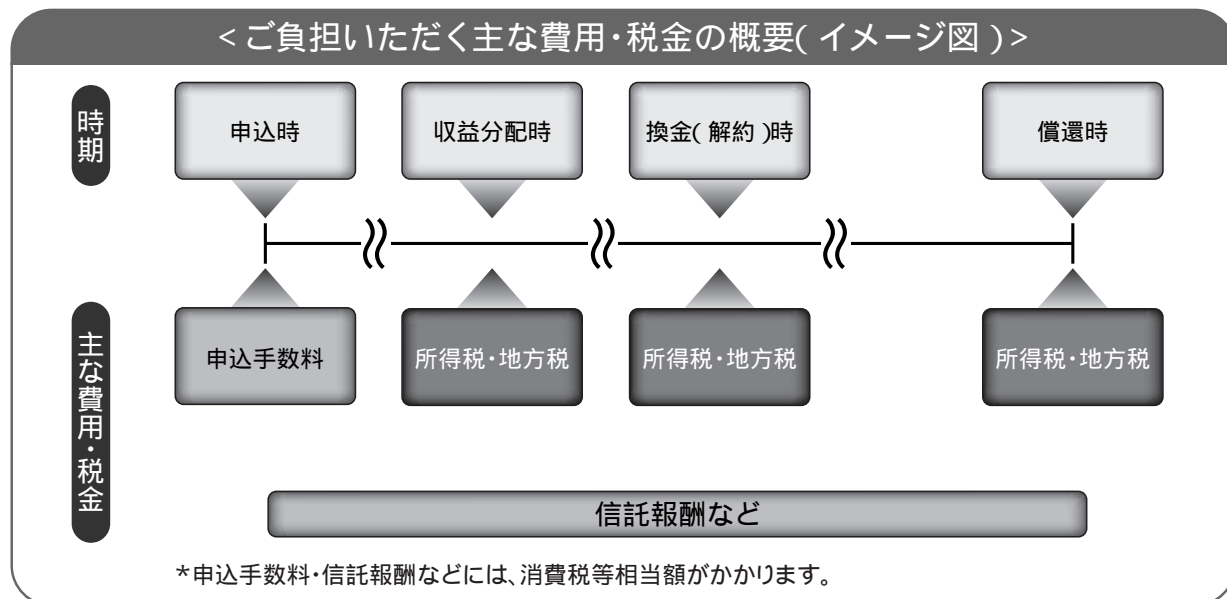 <ご負担いただく主な費用・税金の概要(イメージ図)>
時期
申込時
収益分配時
換金(解約)時
償還時
主な費用・税金
申込手数料
所得税・地方税
所得税・地方税
所得税・地方税
信託報酬など
*申込手数料・信託報酬などには、消費税等相当額がかかります。